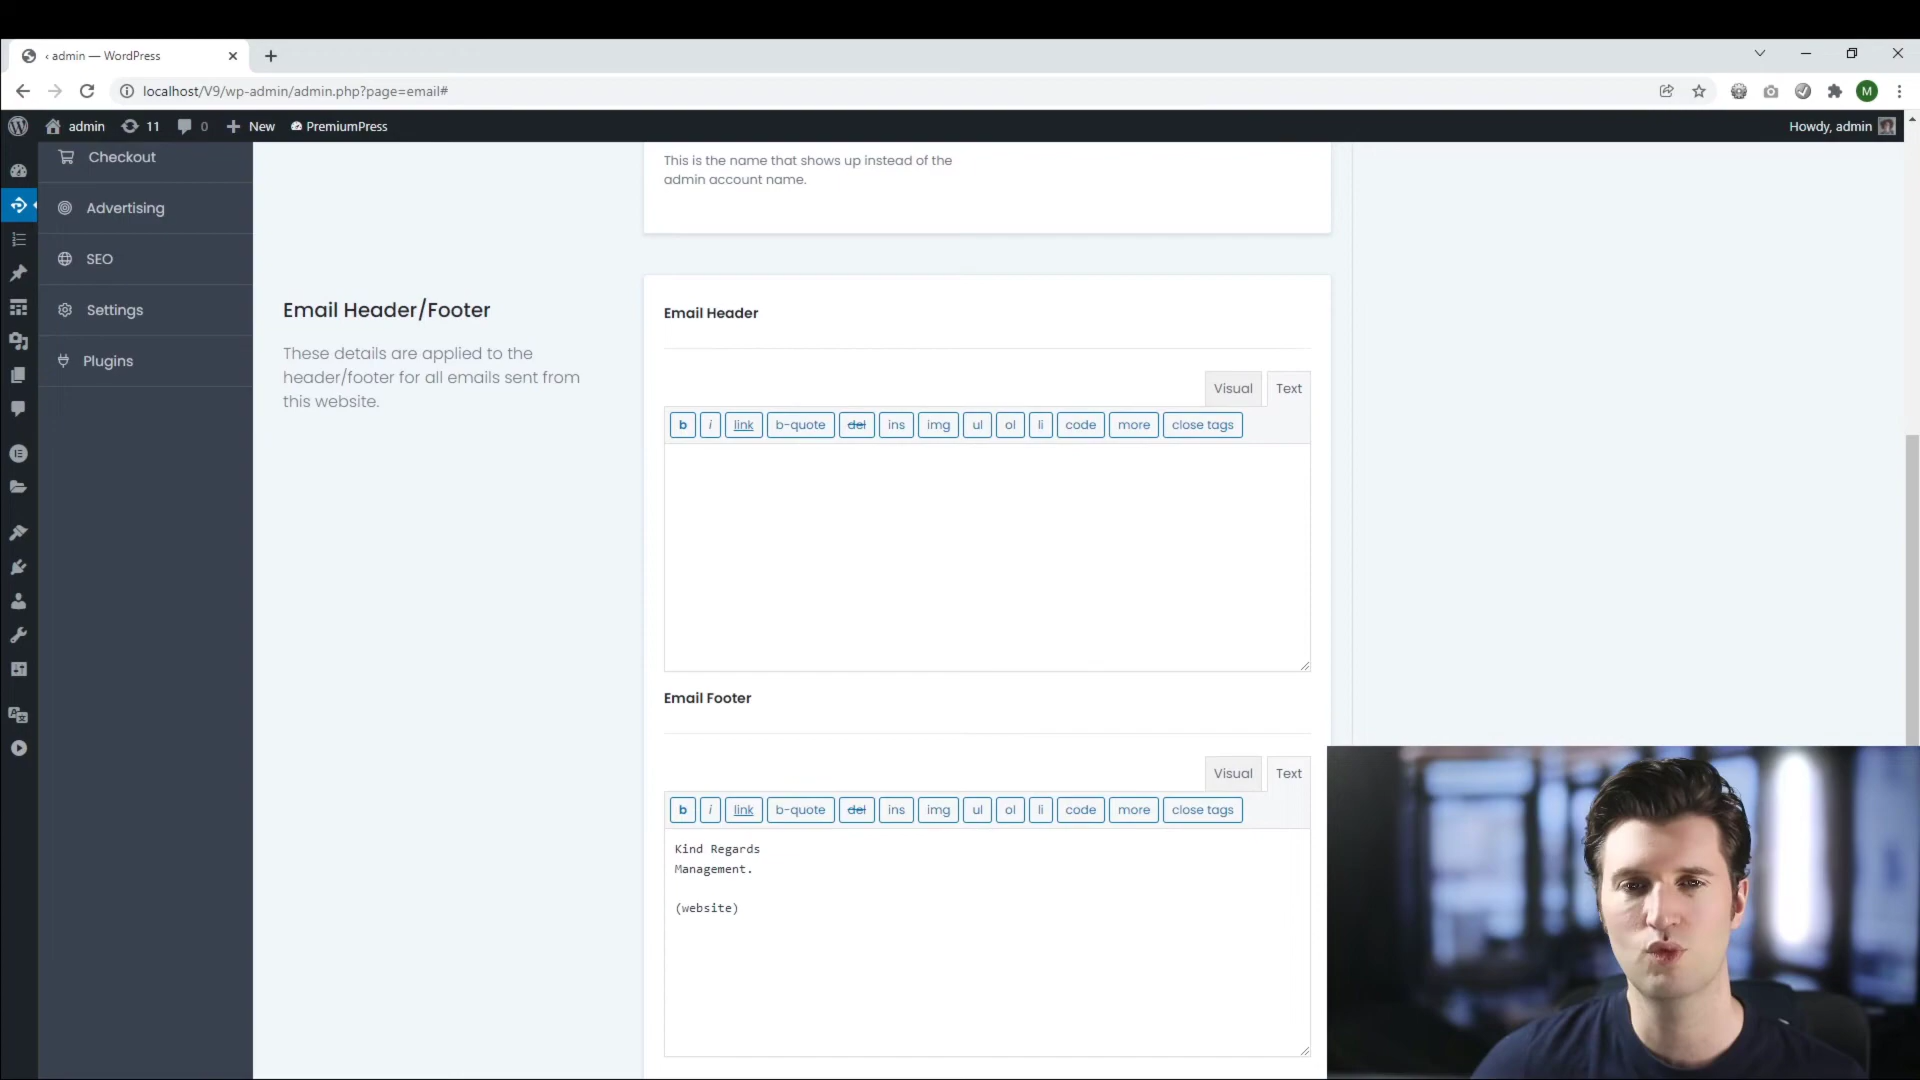 ‹ admin — WordPress
localhost/V9/wp-admin/admin.php?page=email#
M
admin
11
0
New
PremiumPress
Howdy, admin
Checkout
Advertising
SEO
Settings
Plugins
This is the name that shows up instead of the
admin account name.
Email Header/Footer
These details are applied to the
header/footer for all emails sent from
this website.
Email Header
Visual Text
b i link b-quote del ins img ul ol li code more close tags
Email Footer
Visual Text
b i link b-quote del ins img ul ol li code more close tags
Kind Regards
Management.
(website)